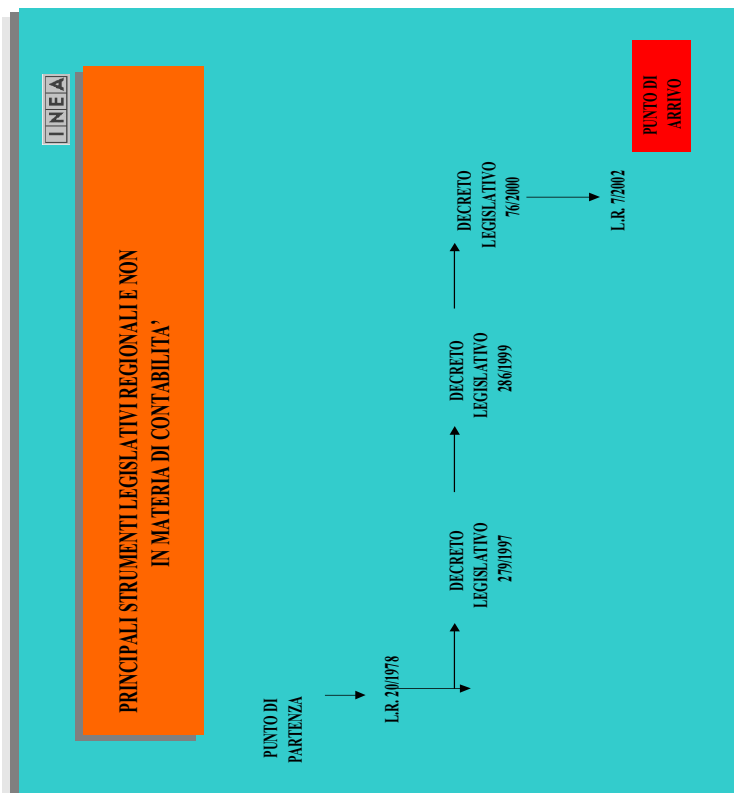 INEA
PRINCIPALI STRUMENTI LEGISLATIVI REGIONALI E NON
IN MATERIA DI CONTABILITA’
PUNTO DI
PARTENZA
L.R. 20/1978
DECRETO
LEGISLATIVO
279/1997
DECRETO
LEGISLATIVO
286/1999
DECRETO
LEGISLATIVO
76/2000
L.R. 7/2002
PUNTO DI
ARRIVO